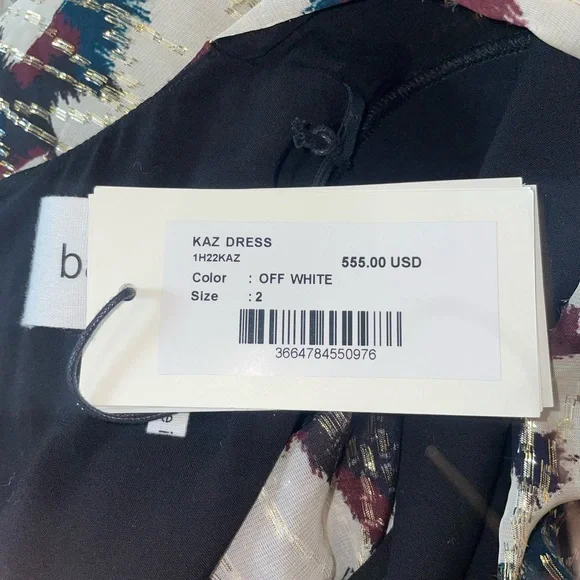 KAZ DRESS
1H22KAZ
555.00 USD
Color : OFF WHITE
Size : 2
3664784550976